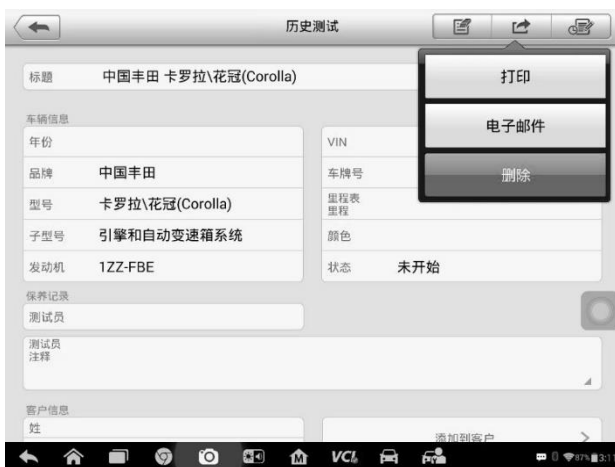 历史测试
打印
电子邮件
删除
标题 中国丰田 卡罗拉\花冠(Corolla)
车辆信息
年份
VIN
品牌 中国丰田
车牌号
型号 卡罗拉\花冠(Corolla)
里程表
里程
子型号 引擎和自动变速箱系统
颜色
发动机 1ZZ-FBE
状态 未开始
保养记录
测试员
测试员
注释
客户信息
姓
添加到客户
VCI
87%